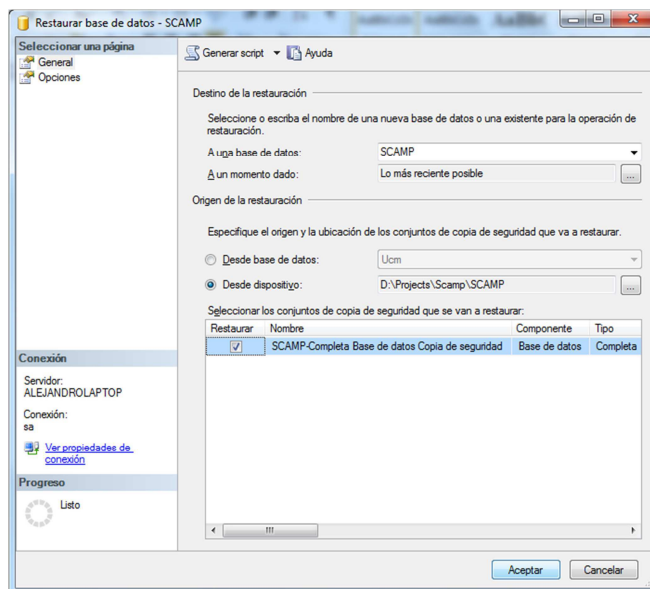 Restaurar base de datos - SCAMP
Seleccionar una página
General
Opciones
Generar script
Ayuda
Destino de la restauración
Seleccione o escriba el nombre de una nueva base de datos o una existente para la operación de
restauración.
A una base de datos:
SCAMP
A un momento dado:
Lo más reciente posible
...
Origen de la restauración
Especifique el origen y la ubicación de los conjuntos de copia de seguridad que va a restaurar.
Desde base de datos:
Ucm
Desde dispositivo:
D:\Projects\Scamp\SCAMP
...
Seleccionar los conjuntos de copia de seguridad que se van a restaurar:
Restaurar Nombre Componente Tipo
SCAMP-Completa Base de datos Copia de seguridad Base de datos Completa
Conexión
Servidor:
ALEJANDROLAPTOP
Conexión:
sa
Ver propiedades de
conexión
Progreso
Listo
Aceptar
Cancelar